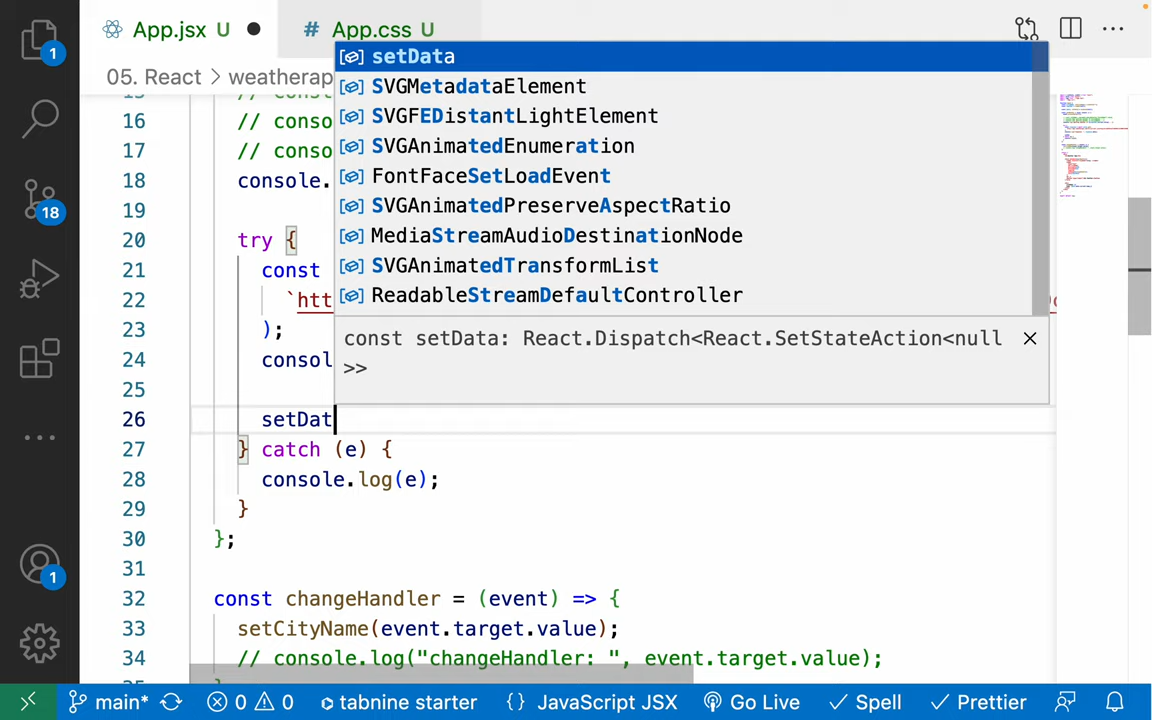 App.jsx U
# App.css U
05. React > weatherap
1
18
1
setData
SVGMetadataElement
SVGFEDistantLightElement
SVGAnimatedEnumeration
FontFaceSetLoadEvent
SVGAnimatedPreserveAspectRatio
MediaStreamAudioDestinationNode
SVGAnimatedTransformList
ReadableStreamDefaultController
const setData: React.Dispatch<React.SetStateAction<null
>>
16 // conso
17 // conso
18 console.
19
20 try {
21 const
22 `htt
23 );
24 consol
25
26 setDat
27 } catch (e) {
28 console.log(e);
29 }
30 };
31
32 const changeHandler = (event) => {
33 setCityName(event.target.value);
34 // console.log("changeHandler: ", event.target.value);
main* 0 0 tabnine starter {} JavaScript JSX Go Live Spell Prettier